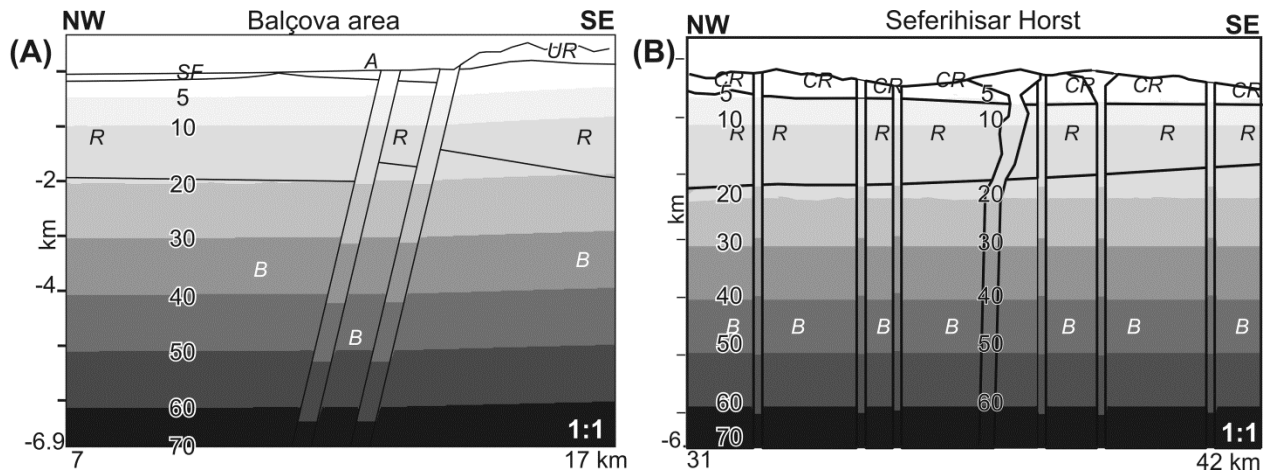 NW Balçova area SE
(A)
SF A UR
5
10
R R R
-2
20
km
30
B B
-4
40
B
50
60
-6.9 70 1:1
7 17 km
NW Seferihisar Horst SE
(B)
CR CR CR CR CR CR CR
5 5
10 10
R R R R R R R
20 20
km
30 30
40 40
B B B B B B B
50 50
60 60
-6. 70 1:1
31 42 km